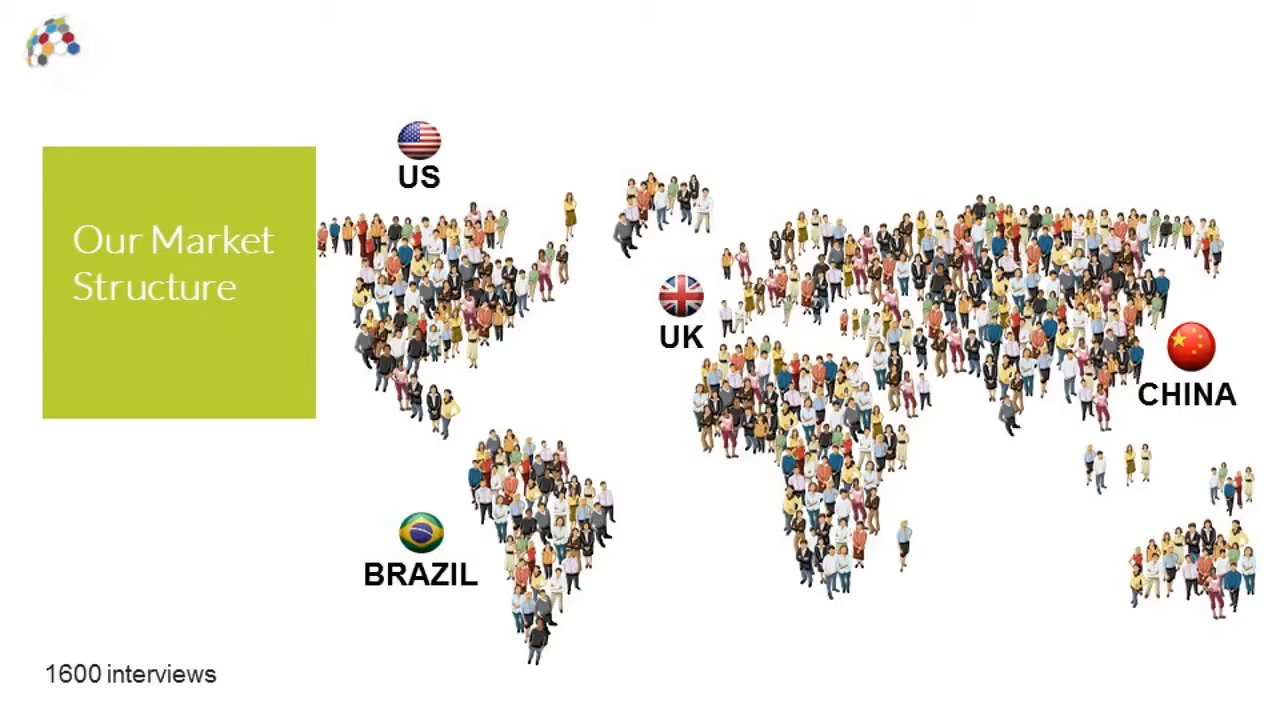 US
Our Market
Structure
UK
CHINA
BRAZIL
1600 interviews